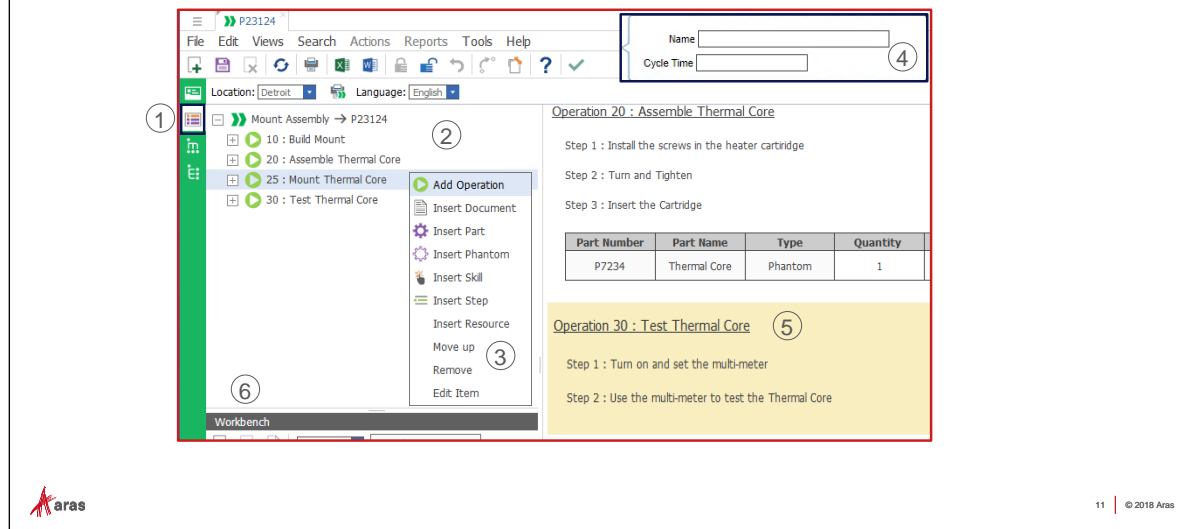 P23124
File Edit Views Search Actions Reports Tools Help
Name
Cycle Time
4
Location: Detroit Language: English
1
Mount Assembly → P23124
2
10 : Build Mount
20 : Assemble Thermal Core
25 : Mount Thermal Core
30 : Test Thermal Core
Add Operation
Insert Document
Insert Part
Insert Phantom
Insert Skill
Insert Step
Insert Resource
Move up
3
Remove
Edit Item
6
Workbench
Operation 20 : Assemble Thermal Core
Step 1 : Install the screws in the heater cartiridge
Step 2 : Turn and Tighten
Step 3 : Insert the Cartridge
Part Number Part Name Type Quantity
P7234 Thermal Core Phantom 1
Operation 30 : Test Thermal Core
5
Step 1 : Turn on and set the multi-meter
Step 2 : Use the multi-meter to test the Thermal Core
aras
11 © 2018 Aras